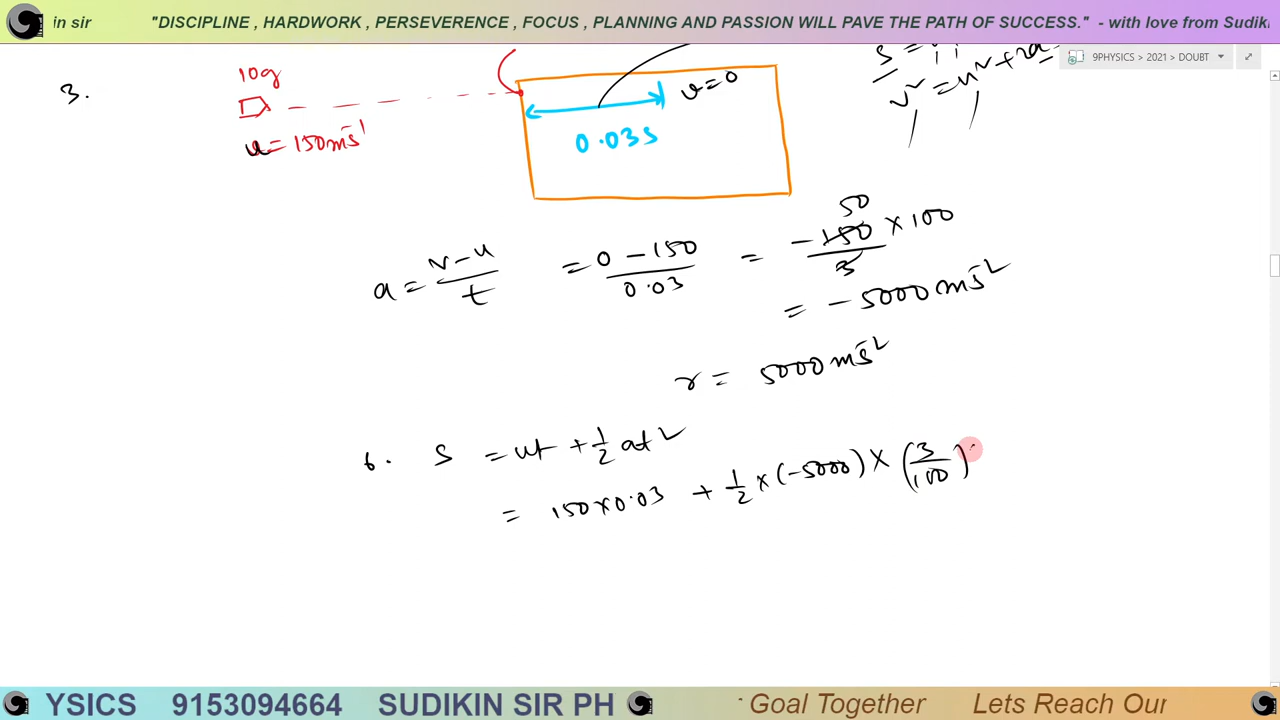 in sir "DISCIPLINE , HARDWORK , PERSEVERENCE , FOCUS , PLANNING AND PASSION WILL PAVE THE PATH OF SUCCESS." - with love from Sudiki
9PHYSICS > 2021 > DOUBT
v² = u² + 2a
3.
10g
u = 150 ms⁻¹
v = 0
0.03s
a = v - u / t = 0 - 150 / 0.03 = - 150 / 3 × 100
50
= - 5000 ms⁻²
r = 5000 ms⁻²
6. S = ut + 1/2 at²
= 150 × 0.03 + 1/2 × (-5000) × (3/100)
YSICS 9153094664 SUDIKIN SIR PH Goal Together Lets Reach Our